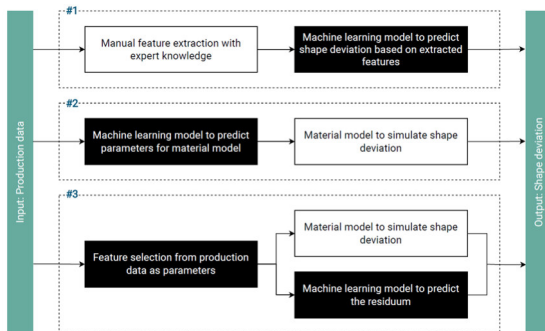 #1
Manual feature extraction with
expert knowledge
Machine learning model to predict
shape deviation based on extracted
features
#2
Machine learning model to predict
parameters for material model
Material model to simulate shape
deviation
#3
Feature selection from production
data as parameters
Material model to simulate shape
deviation
Machine learning model to predict
the residuum
Input: Production data
Output: Shape deviation